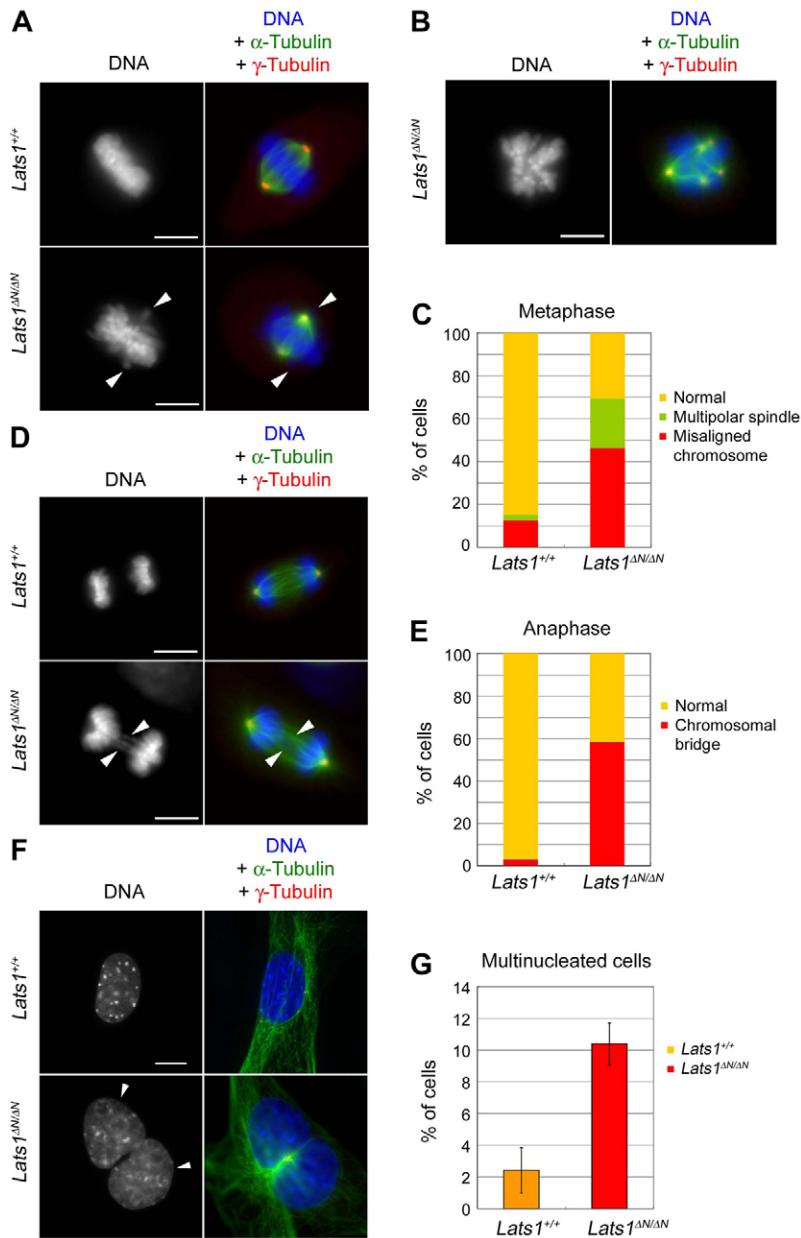 A
DNA
DNA
+ α-Tubulin
+ γ-Tubulin
Lats1+/+
Lats1ΔN/ΔN
B
DNA
DNA
+ α-Tubulin
+ γ-Tubulin
Lats1ΔN/ΔN
C
Metaphase
% of cells
100
80
60
40
20
0
Lats1+/+
Lats1ΔN/ΔN
Normal
Multipolar spindle
Misaligned
chromosome
D
DNA
DNA
+ α-Tubulin
+ γ-Tubulin
Lats1+/+
Lats1ΔN/ΔN
E
Anaphase
% of cells
100
80
60
40
20
0
Lats1+/+
Lats1ΔN/ΔN
Normal
Chromosomal
bridge
F
DNA
DNA
+ α-Tubulin
+ γ-Tubulin
Lats1+/+
Lats1ΔN/ΔN
G
Multinucleated cells
% of cells
14
12
10
8
6
4
2
0
Lats1+/+
Lats1ΔN/ΔN
Lats1+/+
Lats1ΔN/ΔN